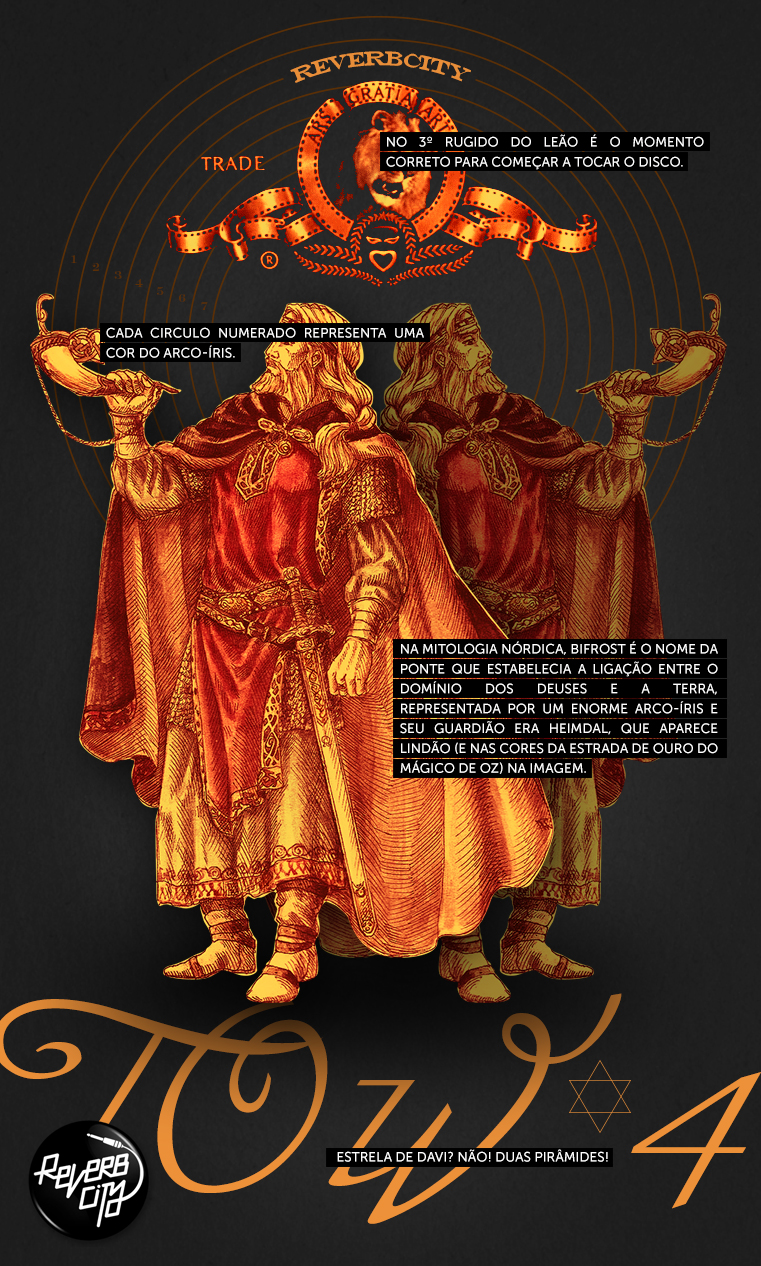 REVERBCITY
ARS GRATIA ART
NO 3º RUGIDO DO LEÃO É O MOMENTO
CORRETO PARA COMEÇAR A TOCAR O DISCO.
TRADE
®
1 2 3 4 5 6 7
CADA CIRCULO NUMERADO REPRESENTA UMA
COR DO ARCO-ÍRIS.
NA MITOLOGIA NÓRDICA, BIFROST É O NOME DA
PONTE QUE ESTABELECIA A LIGAÇÃO ENTRE O
DOMÍNIO DOS DEUSES E A TERRA,
REPRESENTADA POR UM ENORME ARCO-ÍRIS E
SEU GUARDIÃO ERA HEIMDAL, QUE APARECE
LINDÃO (E NAS CORES DA ESTRADA DE OURO DO
MÁGICO DE OZ) NA IMAGEM.
TOW 4
ESTRELA DE DAVI? NÃO! DUAS PIRÂMIDES!
REVERB
CITY